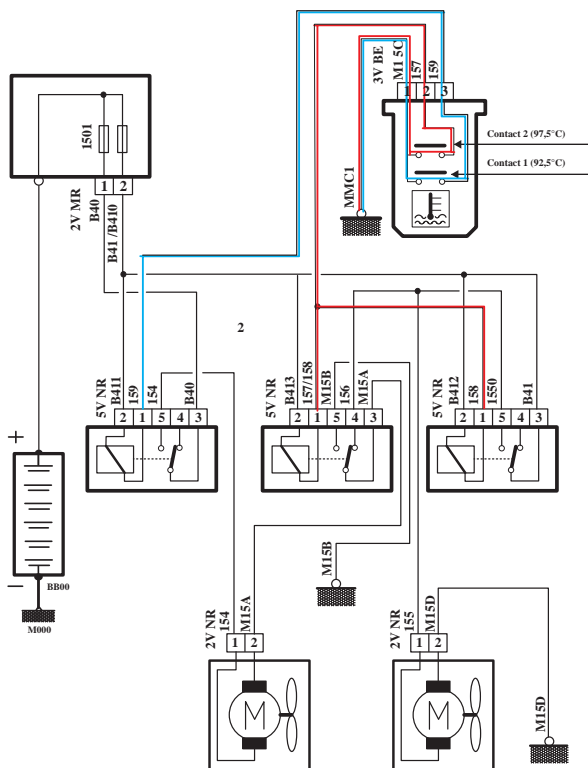 3V BE
M1 5C
157
159
1 2 3
Contact 2 (97,5°C)
Contact 1 (92,5°C)
1501
1 2
2V MR
B40
B41 /B410
MMC1
2
5V NR
B411
159
154
B40
2 1 5 4 3
5V NR
B413
157/158
M15B
156
M15A
2 1 5 4 3
5V NR
B412
158
1550
B41
2 1 5 4 3
+
−
BB00
M000
M15B
2V NR
154
M15A
1 2
M
2V NR
155
M15D
1 2
M
M15D